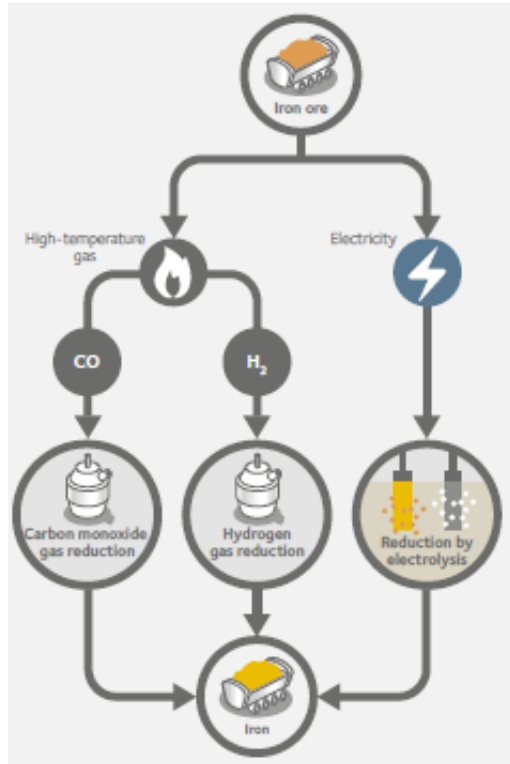 Iron ore
High-temperature
gas
Electricity
CO
H₂
Carbon monoxide
gas reduction
Hydrogen
gas reduction
Reduction by
electrolysis
Iron